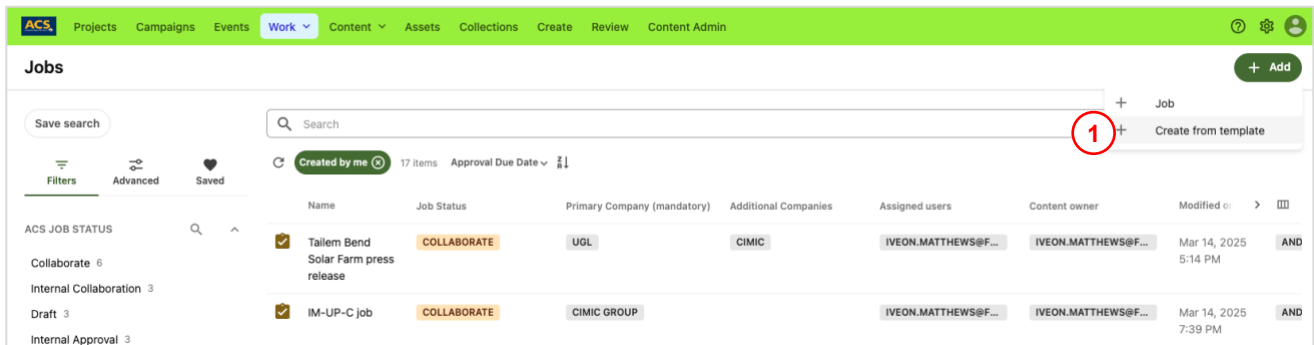 ACS Projects Campaigns Events Work Content Assets Collections Create Review Content Admin
Jobs
+ Add
+ Job
1 + Create from template
Save search
Search
Filters Advanced Saved
Created by me 17 items Approval Due Date
Name Job Status Primary Company (mandatory) Additional Companies Assigned users Content owner Modified o
ACS JOB STATUS
Collaborate 6
Internal Collaboration 3
Draft 3
Internal Approval 3
Tailem Bend
Solar Farm press
release
COLLABORATE UGL CIMIC IVEON.MATTHEWS@F... IVEON.MATTHEWS@F... Mar 14, 2025 AND
5:14 PM
IM-UP-C job COLLABORATE CIMIC GROUP IVEON.MATTHEWS@F... IVEON.MATTHEWS@F... Mar 14, 2025 AND
7:39 PM